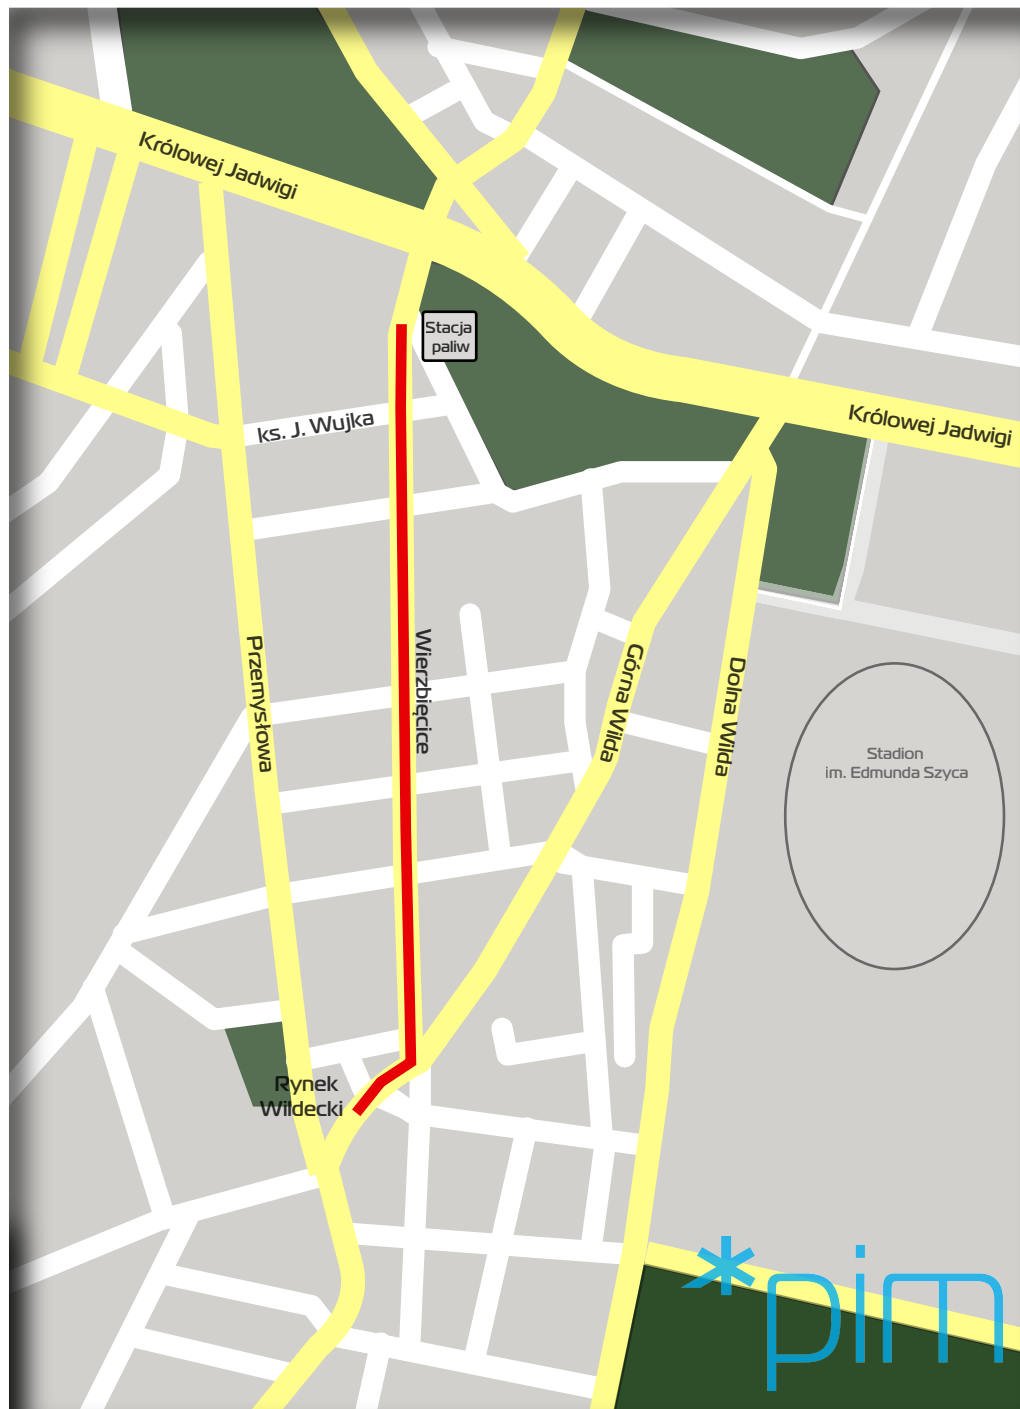 Królowej Jadwigi
Stacja
paliw
ks. J. Wujka
Królowej Jadwigi
Przemysłowa
Wierzbięcice
Górna Wilda
Dolna Wilda
Stadion
im. Edmunda Szyca
Rynek
Wildecki
*pim